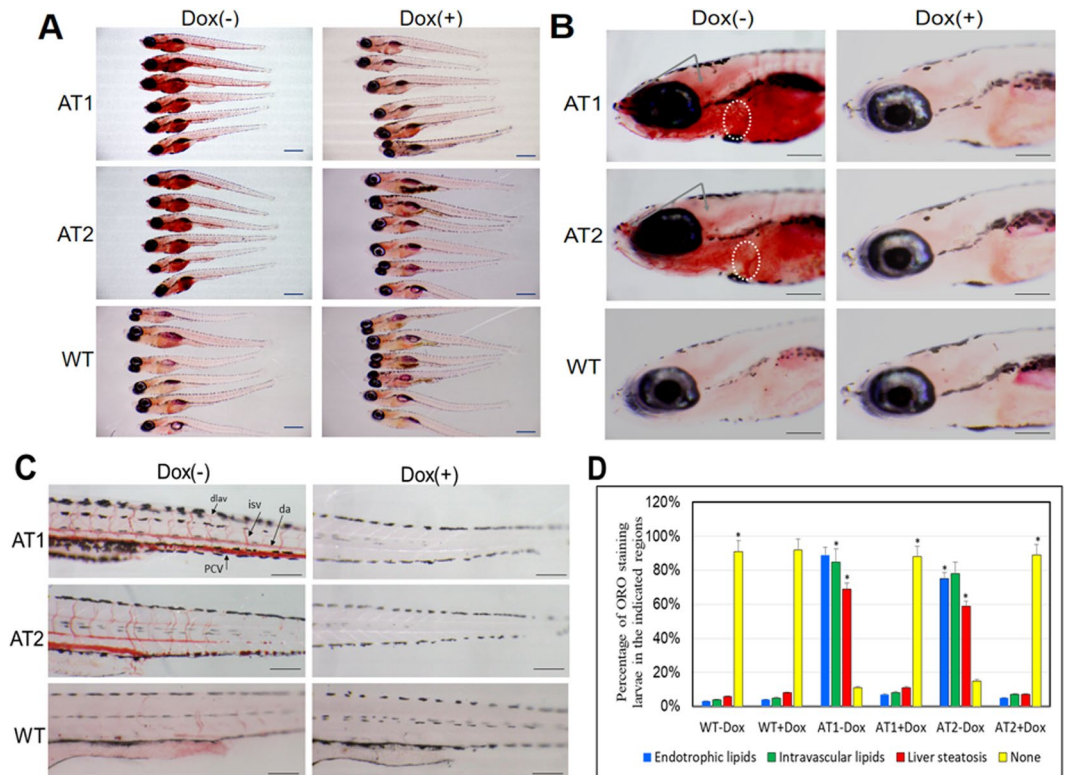 A
Dox(-)
Dox(+)
AT1
AT2
WT
B
Dox(-)
Dox(+)
AT1
AT2
WT
C
Dox(-)
Dox(+)
AT1
dlav
isv
da
PCV
AT2
WT
D
Percentage of ORO staining
larvae in the indicated regions
120%
100%
80%
60%
40%
20%
0%
* * * * * * *
WT-Dox WT+Dox AT1-Dox AT1+Dox AT2-Dox AT2+Dox
Endotrophic lipids Intravascular lipids Liver steatosis None